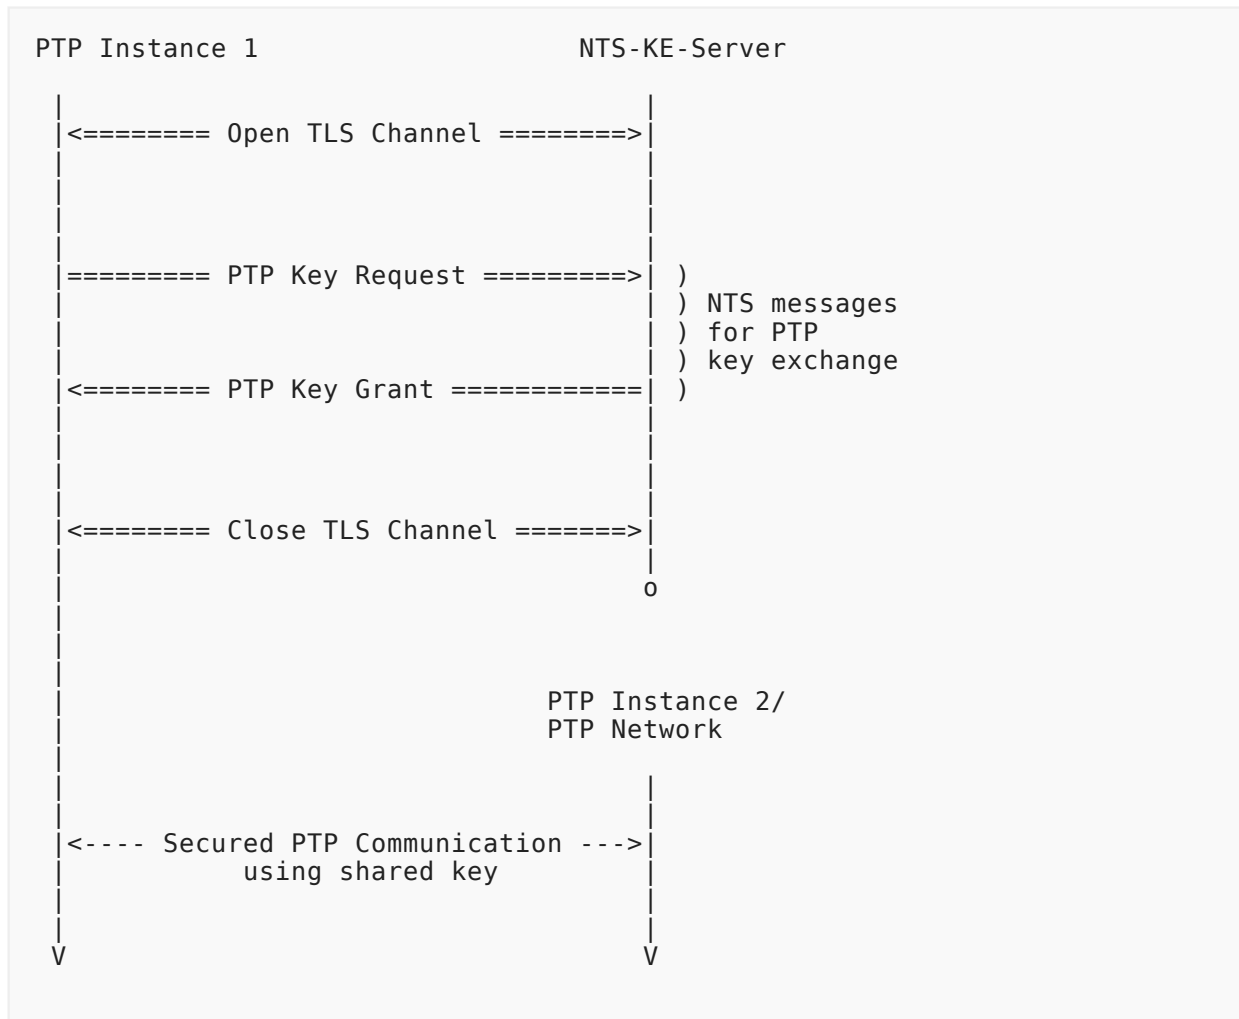 PTP Instance 1                    NTS-KE-Server
 |                                     |
 |<======== Open TLS Channel ========>|
 |                                     |
 |                                     |
 |                                     |
 |                                     |
 |========= PTP Key Request =========>| )
 |                                     | ) NTS messages
 |                                     | ) for PTP
 |                                     | ) key exchange
 |<======== PTP Key Grant ============| )
 |                                     |
 |                                     |
 |                                     |
 |                                     |
 |<======== Close TLS Channel =======>|
 |                                     |
 |                                     o
 |
 |
 |
 |                              PTP Instance 2/
 |                              PTP Network
 |
 |                                     |
 |                                     |
 |<---- Secured PTP Communication --->|
 |           using shared key          |
 |                                     |
 |                                     |
 V                                     V